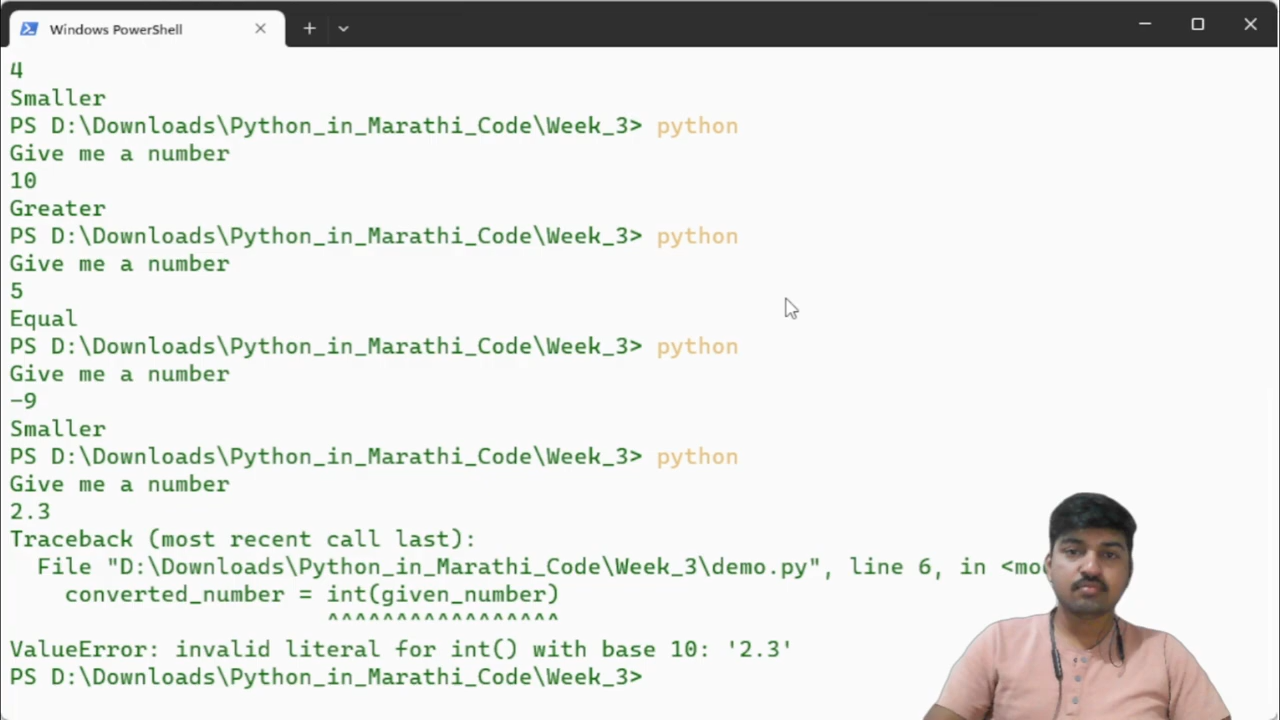 Windows PowerShell
4
Smaller
PS D:\Downloads\Python_in_Marathi_Code\Week_3> python
Give me a number
10
Greater
PS D:\Downloads\Python_in_Marathi_Code\Week_3> python
Give me a number
5
Equal
PS D:\Downloads\Python_in_Marathi_Code\Week_3> python
Give me a number
-9
Smaller
PS D:\Downloads\Python_in_Marathi_Code\Week_3> python
Give me a number
2.3
Traceback (most recent call last):
File "D:\Downloads\Python_in_Marathi_Code\Week_3\demo.py", line 6, in <mo
converted_number = int(given_number)
^^^^^^^^^^^^^^^^^
ValueError: invalid literal for int() with base 10: '2.3'
PS D:\Downloads\Python_in_Marathi_Code\Week_3>